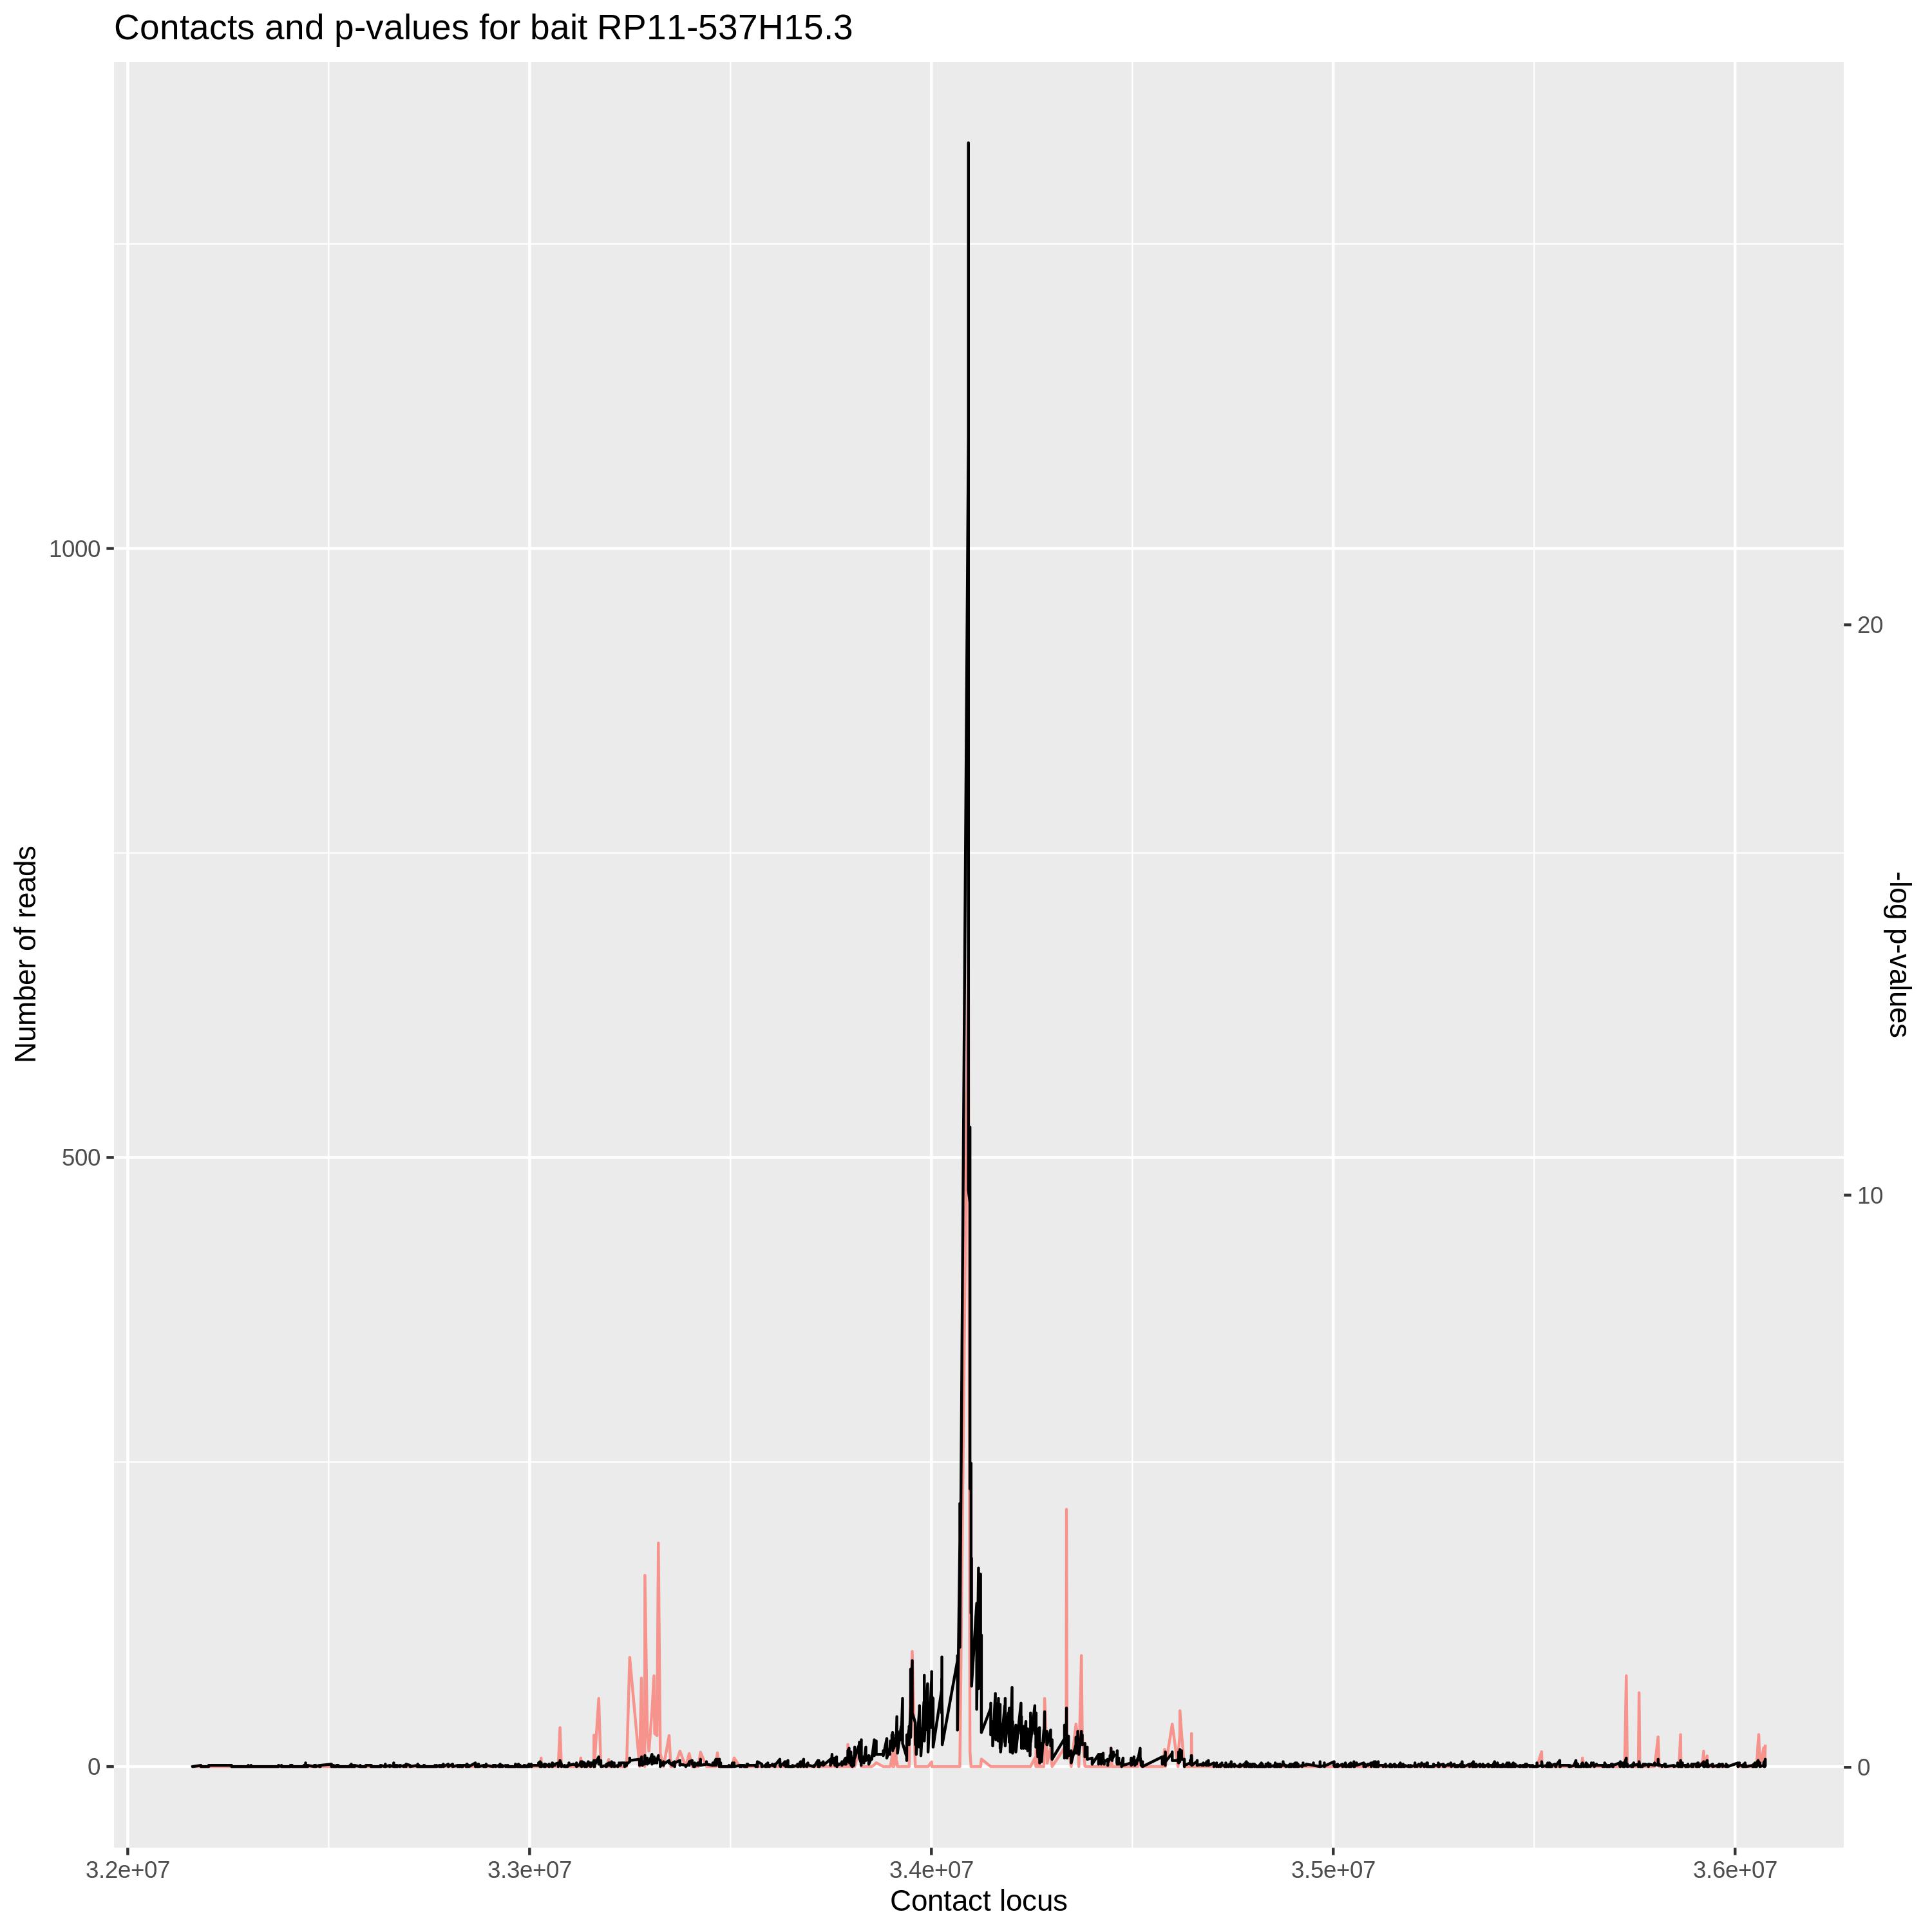 Contacts and p-values for bait RP11-537H15.3
Number of reads
1000
500
0
20
10
0
-log p-values
3.2e+07
3.3e+07
3.4e+07
3.5e+07
3.6e+07
Contact locus